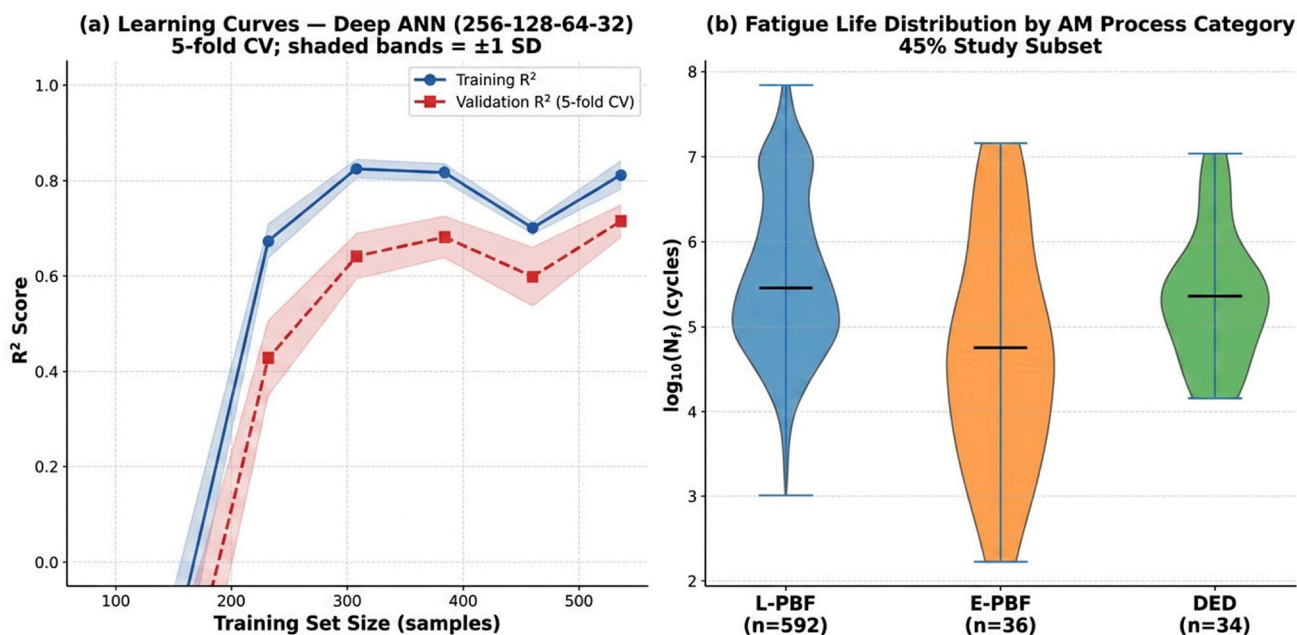 (a) Learning Curves — Deep ANN (256-128-64-32)
5-fold CV; shaded bands = ±1 SD
Training R²
Validation R² (5-fold CV)
R² Score
1.0
0.8
0.6
0.4
0.2
0.0
100
200
300
400
500
Training Set Size (samples)
(b) Fatigue Life Distribution by AM Process Category
45% Study Subset
log₁₀(Nf) (cycles)
8
7
6
5
4
3
2
L-PBF
(n=592)
E-PBF
(n=36)
DED
(n=34)